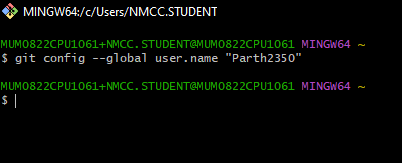 MINGW64:/c/Users/NMCC.STUDENT
MUM0822CPU1061+NMCC.STUDENT@MUM0822CPU1061 MINGW64 ~
$ git config --global user.name "Parth2350"
MUM0822CPU1061+NMCC.STUDENT@MUM0822CPU1061 MINGW64 ~
$